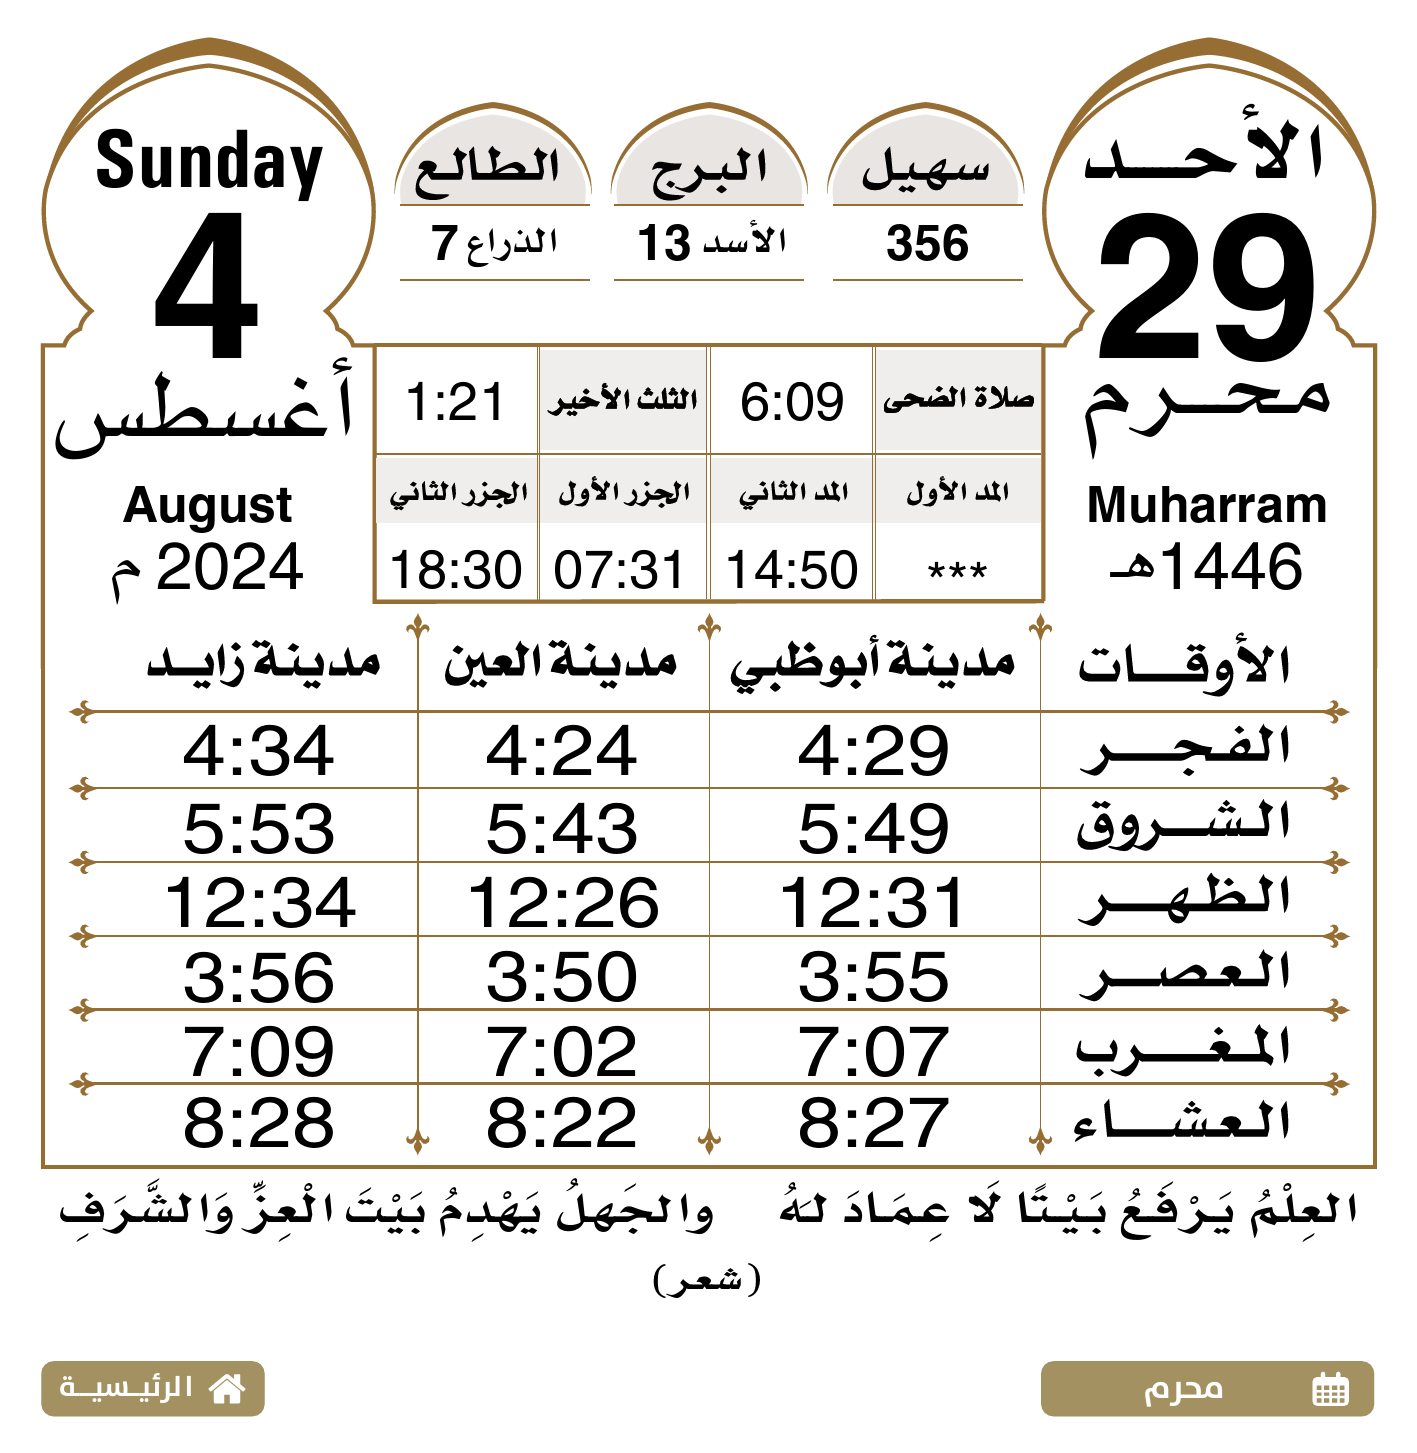 الأحد
29
محرم
Muharram
1446هـ
سهيل
356
البرج
الأسد 13
الطالع
الذراع 7
Sunday
4
أغسطس
August
2024 م
صلاة الضحى 6:09 الثلث الأخير 1:21
المد الأول المد الثاني الجزر الأول الجزر الثاني
*** 14:50 07:31 18:30
الأوقات مدينة أبوظبي مدينة العين مدينة زايد
الفجر 4:29 4:24 4:34
الشروق 5:49 5:43 5:53
الظهر 12:31 12:26 12:34
العصر 3:55 3:50 3:56
المغرب 7:07 7:02 7:09
العشاء 8:27 8:22 8:28
العِلْمُ يَرْفَعُ بَيْتًا لَا عِمَادَ لهَُ والجَهلُ يَهْدِمُ بَيْتَ الْعِزِّ وَالشَّرَفِ
(شعر)
محرم
الرئيسية